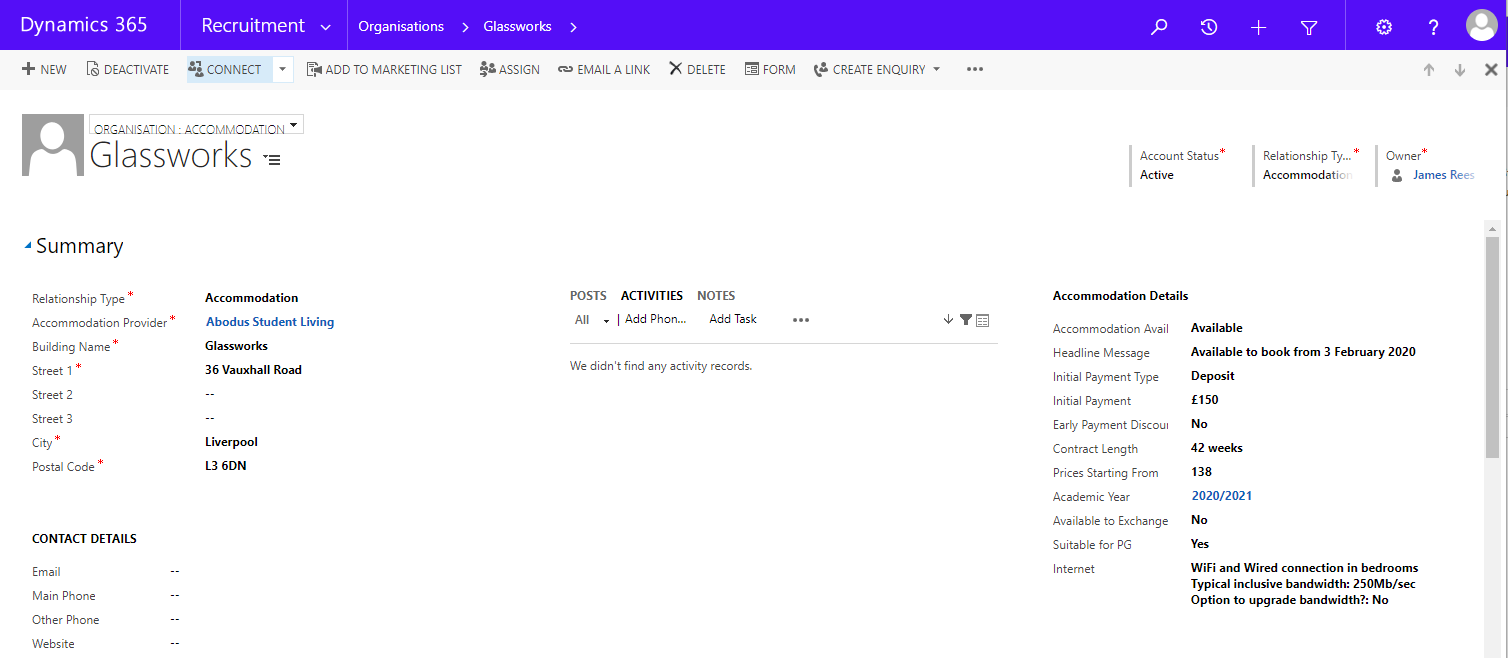 Dynamics 365 Recruitment Organisations Glassworks
NEW DEACTIVATE CONNECT ADD TO MARKETING LIST ASSIGN EMAIL A LINK DELETE FORM CREATE ENQUIRY •••
ORGANISATION : ACCOMMODATION
Glassworks
Account Status* Relationship Ty...* Owner*
Active Accommodation James Rees
Summary
Relationship Type* Accommodation
Accommodation Provider* Abodus Student Living
Building Name* Glassworks
Street 1* 36 Vauxhall Road
Street 2 --
Street 3 --
City* Liverpool
Postal Code* L3 6DN
CONTACT DETAILS
Email --
Main Phone --
Other Phone --
Website --
POSTS ACTIVITIES NOTES
All | Add Phon... Add Task •••
We didn't find any activity records.
Accommodation Details
Accommodation Avail Available
Headline Message Available to book from 3 February 2020
Initial Payment Type Deposit
Initial Payment £150
Early Payment Discou No
Contract Length 42 weeks
Prices Starting From 138
Academic Year 2020/2021
Available to Exchange No
Suitable for PG Yes
Internet WiFi and Wired connection in bedrooms
Typical inclusive bandwidth: 250Mb/sec
Option to upgrade bandwidth?: No